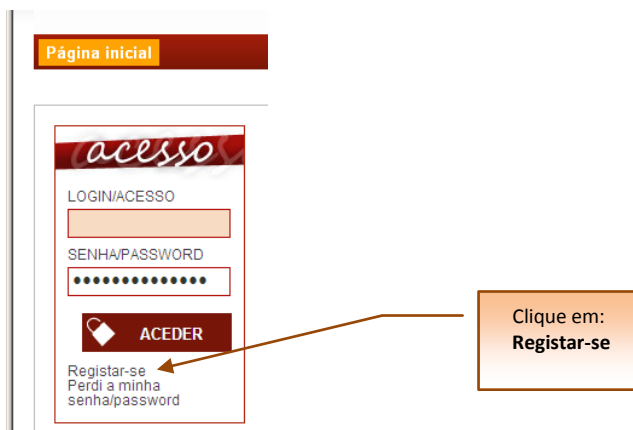 Página inicial
acesso
LOGIN/ACESSO
SENHA/PASSWORD
••••••••••••••
ACEDER
Registar-se
Perdi a minha
senha/password
Clique em:
Registar-se